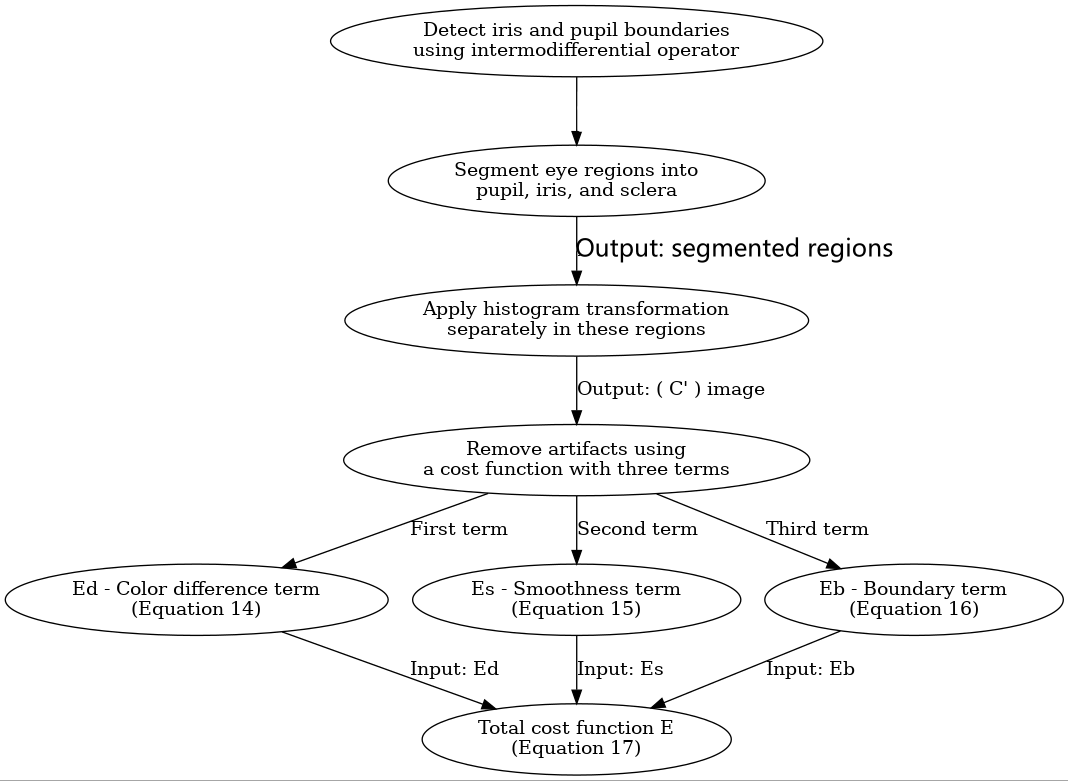 Detect iris and pupil boundaries
using intermodifferential operator
Segment eye regions into
pupil, iris, and sclera
Output: segmented regions
Apply histogram transformation
separately in these regions
Output: ( C' ) image
Remove artifacts using
a cost function with three terms
First term
Second term
Third term
Ed - Color difference term
(Equation 14)
Es - Smoothness term
(Equation 15)
Eb - Boundary term
(Equation 16)
Input: Ed
Input: Es
Input: Eb
Total cost function E
(Equation 17)